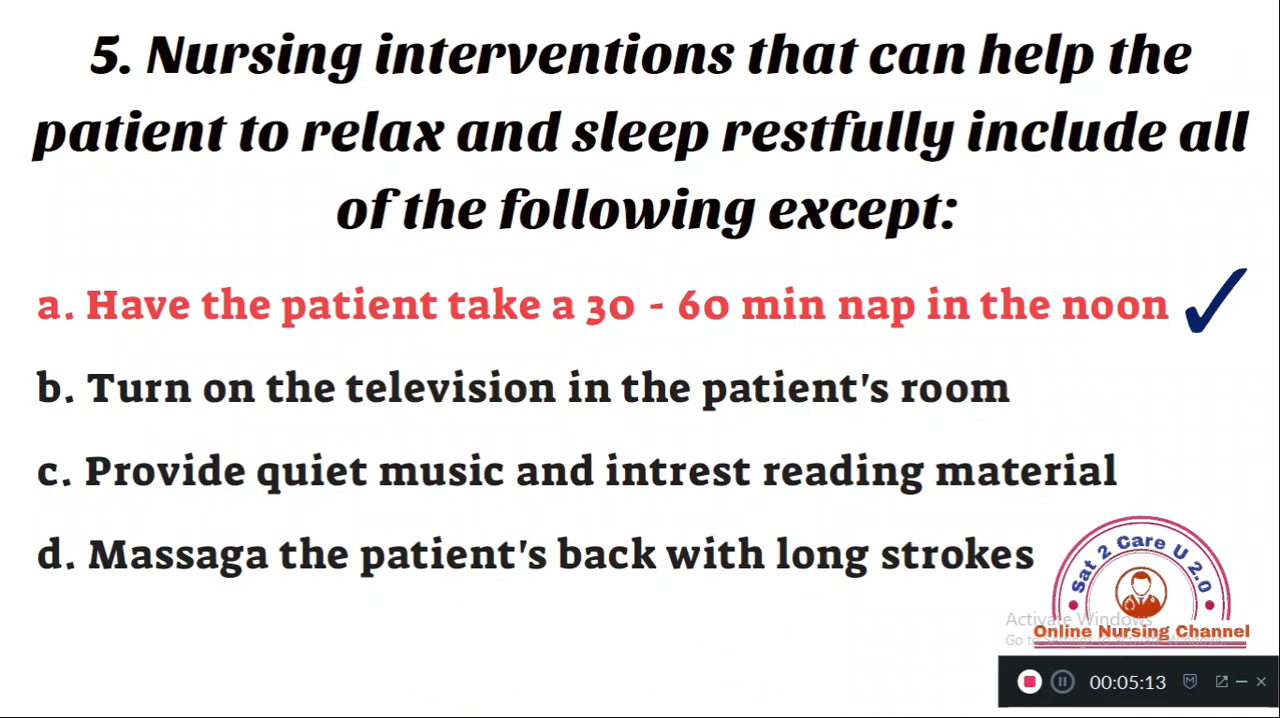 5. Nursing interventions that can help the
patient to relax and sleep restfully include all
of the following except:
a. Have the patient take a 30 - 60 min nap in the noon
b. Turn on the television in the patient's room
c. Provide quiet music and intrest reading material
d. Massaga the patient's back with long strokes
Sat 2 Care U 2.0
Activate Windows
Online Nursing Channel
00:05:13